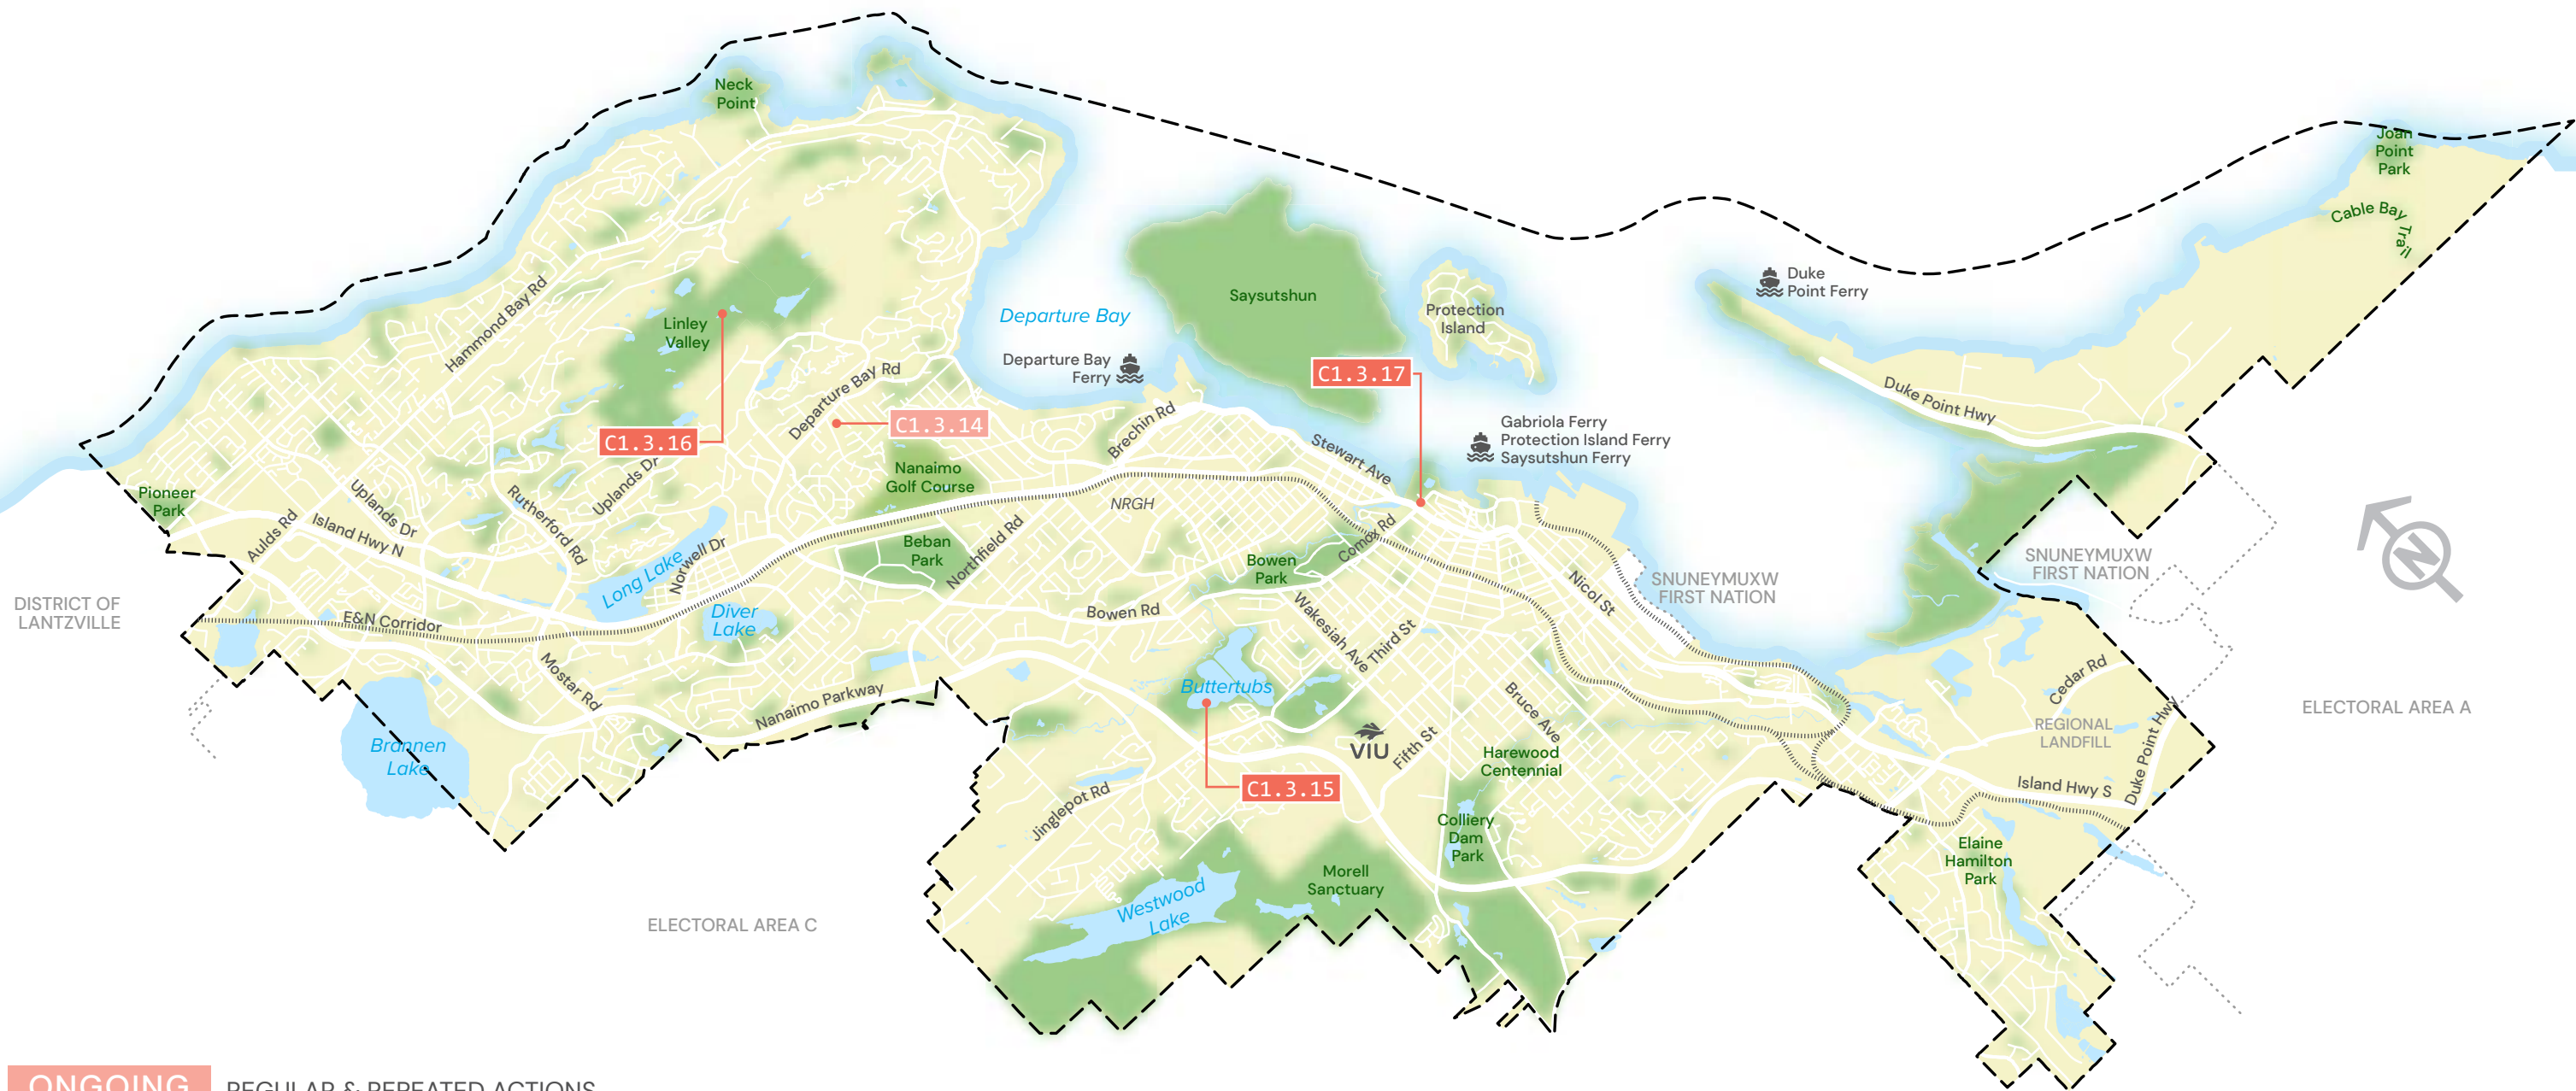 Neck
Point
Joan
Point
Park
Cable Bay Trail
Duke
Point Ferry
Saysutshun
Protection
Island
Departure Bay
Departure Bay
Ferry
Hammond Bay Rd
Linley
Valley
C1.3.17
Departure Bay Rd
C1.3.14
C1.3.16
Brechin Rd
Stewart Ave
Gabriola Ferry
Protection Island Ferry
Saysutshun Ferry
Duke Point Hwy
Nanaimo
Golf Course
Pioneer
Park
Uplands Dr
Uplands Dr
Rutherford Rd
Aulds Rd
Island Hwy N
NRGH
Comox Rd
Long Lake
Norwell Dr
Beban
Park
Northfield Rd
Bowen
Park
Nicol St
SNUNEYMUXW
FIRST NATION
SNUNEYMUXW
FIRST NATION
DISTRICT OF
LANTZVILLE
E&N Corridor
Diver
Lake
Bowen Rd
Wakesiah Ave
Third St
Mostar Rd
Nanaimo Parkway
Buttertubs
Bruce Ave
Cedar Rd
REGIONAL
LANDFILL
Duke Point Hwy
ELECTORAL AREA A
Brannen
Lake
VIU
Fifth St
Harewood
Centennial
Island Hwy S
C1.3.15
Jinglepot Rd
Colliery
Dam
Park
Elaine
Hamilton
Park
Morell
Sanctuary
Westwood
Lake
ELECTORAL AREA C
N
ONGOING REGULAR & REPEATED ACTIONS